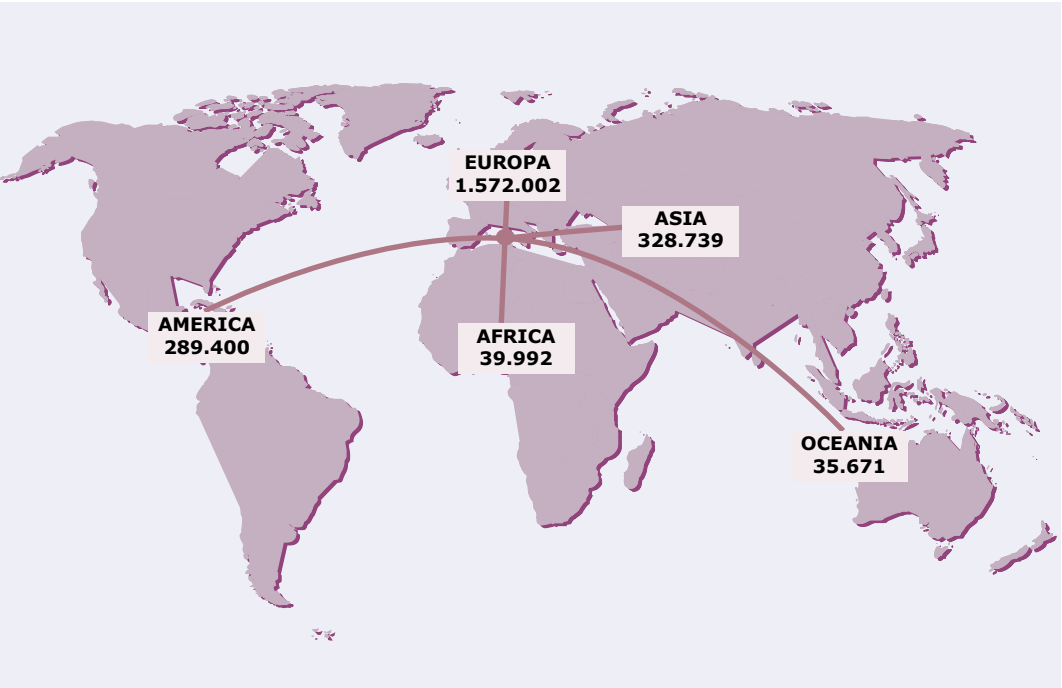 EUROPA
1.572.002
ASIA
328.739
AMERICA
289.400
AFRICA
39.992
OCEANIA
35.671